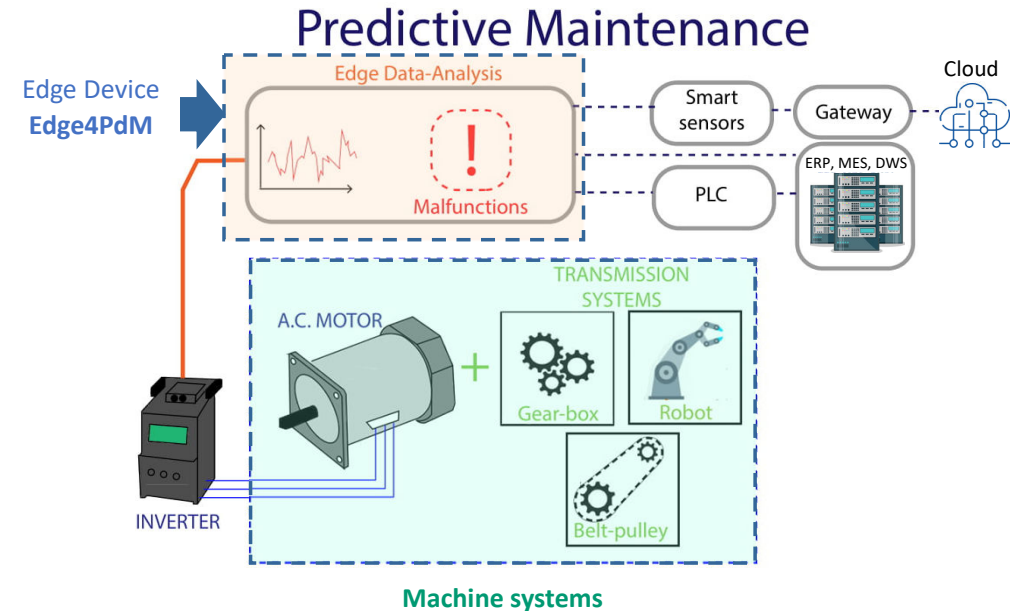 Predictive Maintenance
Edge Device
Edge4PdM
Edge Data-Analysis
Malfunctions
Smart
sensors
Gateway
Cloud
ERP, MES, DWS
PLC
TRANSMISSION
SYSTEMS
A.C. MOTOR
Gear-box
Robot
Belt-pulley
INVERTER
Machine systems